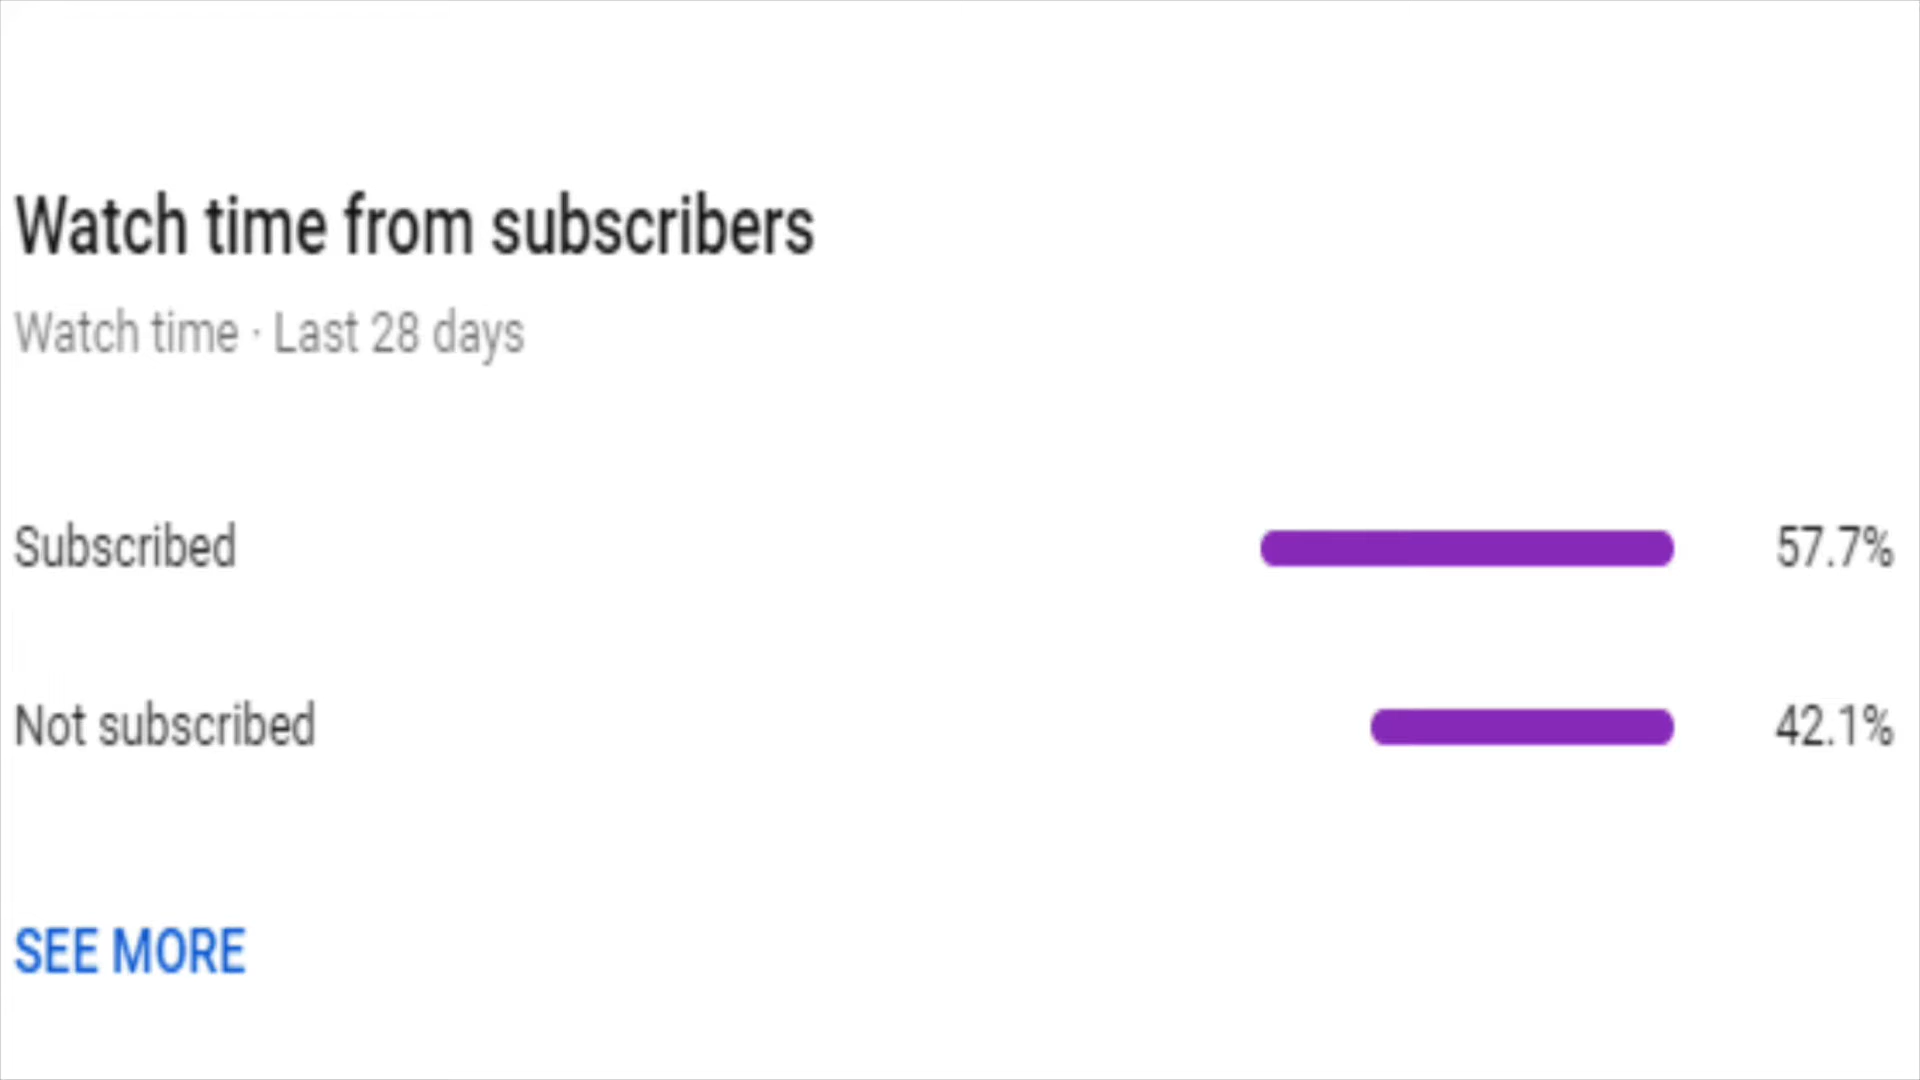 Watch time from subscribers
Watch time · Last 28 days
Subscribed 57.7%
Not subscribed 42.1%
SEE MORE